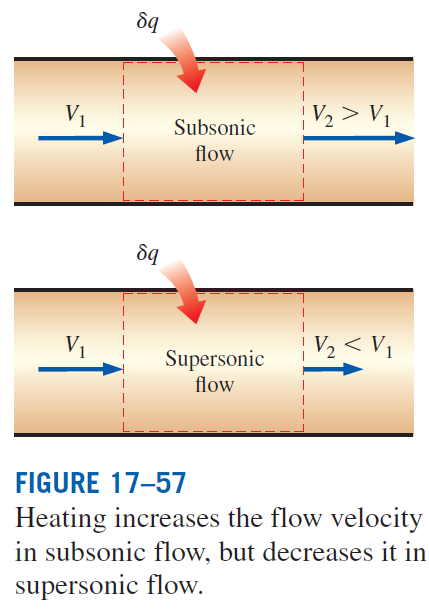 δq
V₁
Subsonic
flow
V₂ > V₁
δq
V₁
Supersonic
flow
V₂ < V₁
FIGURE 17–57
Heating increases the flow velocity
in subsonic flow, but decreases it in
supersonic flow.